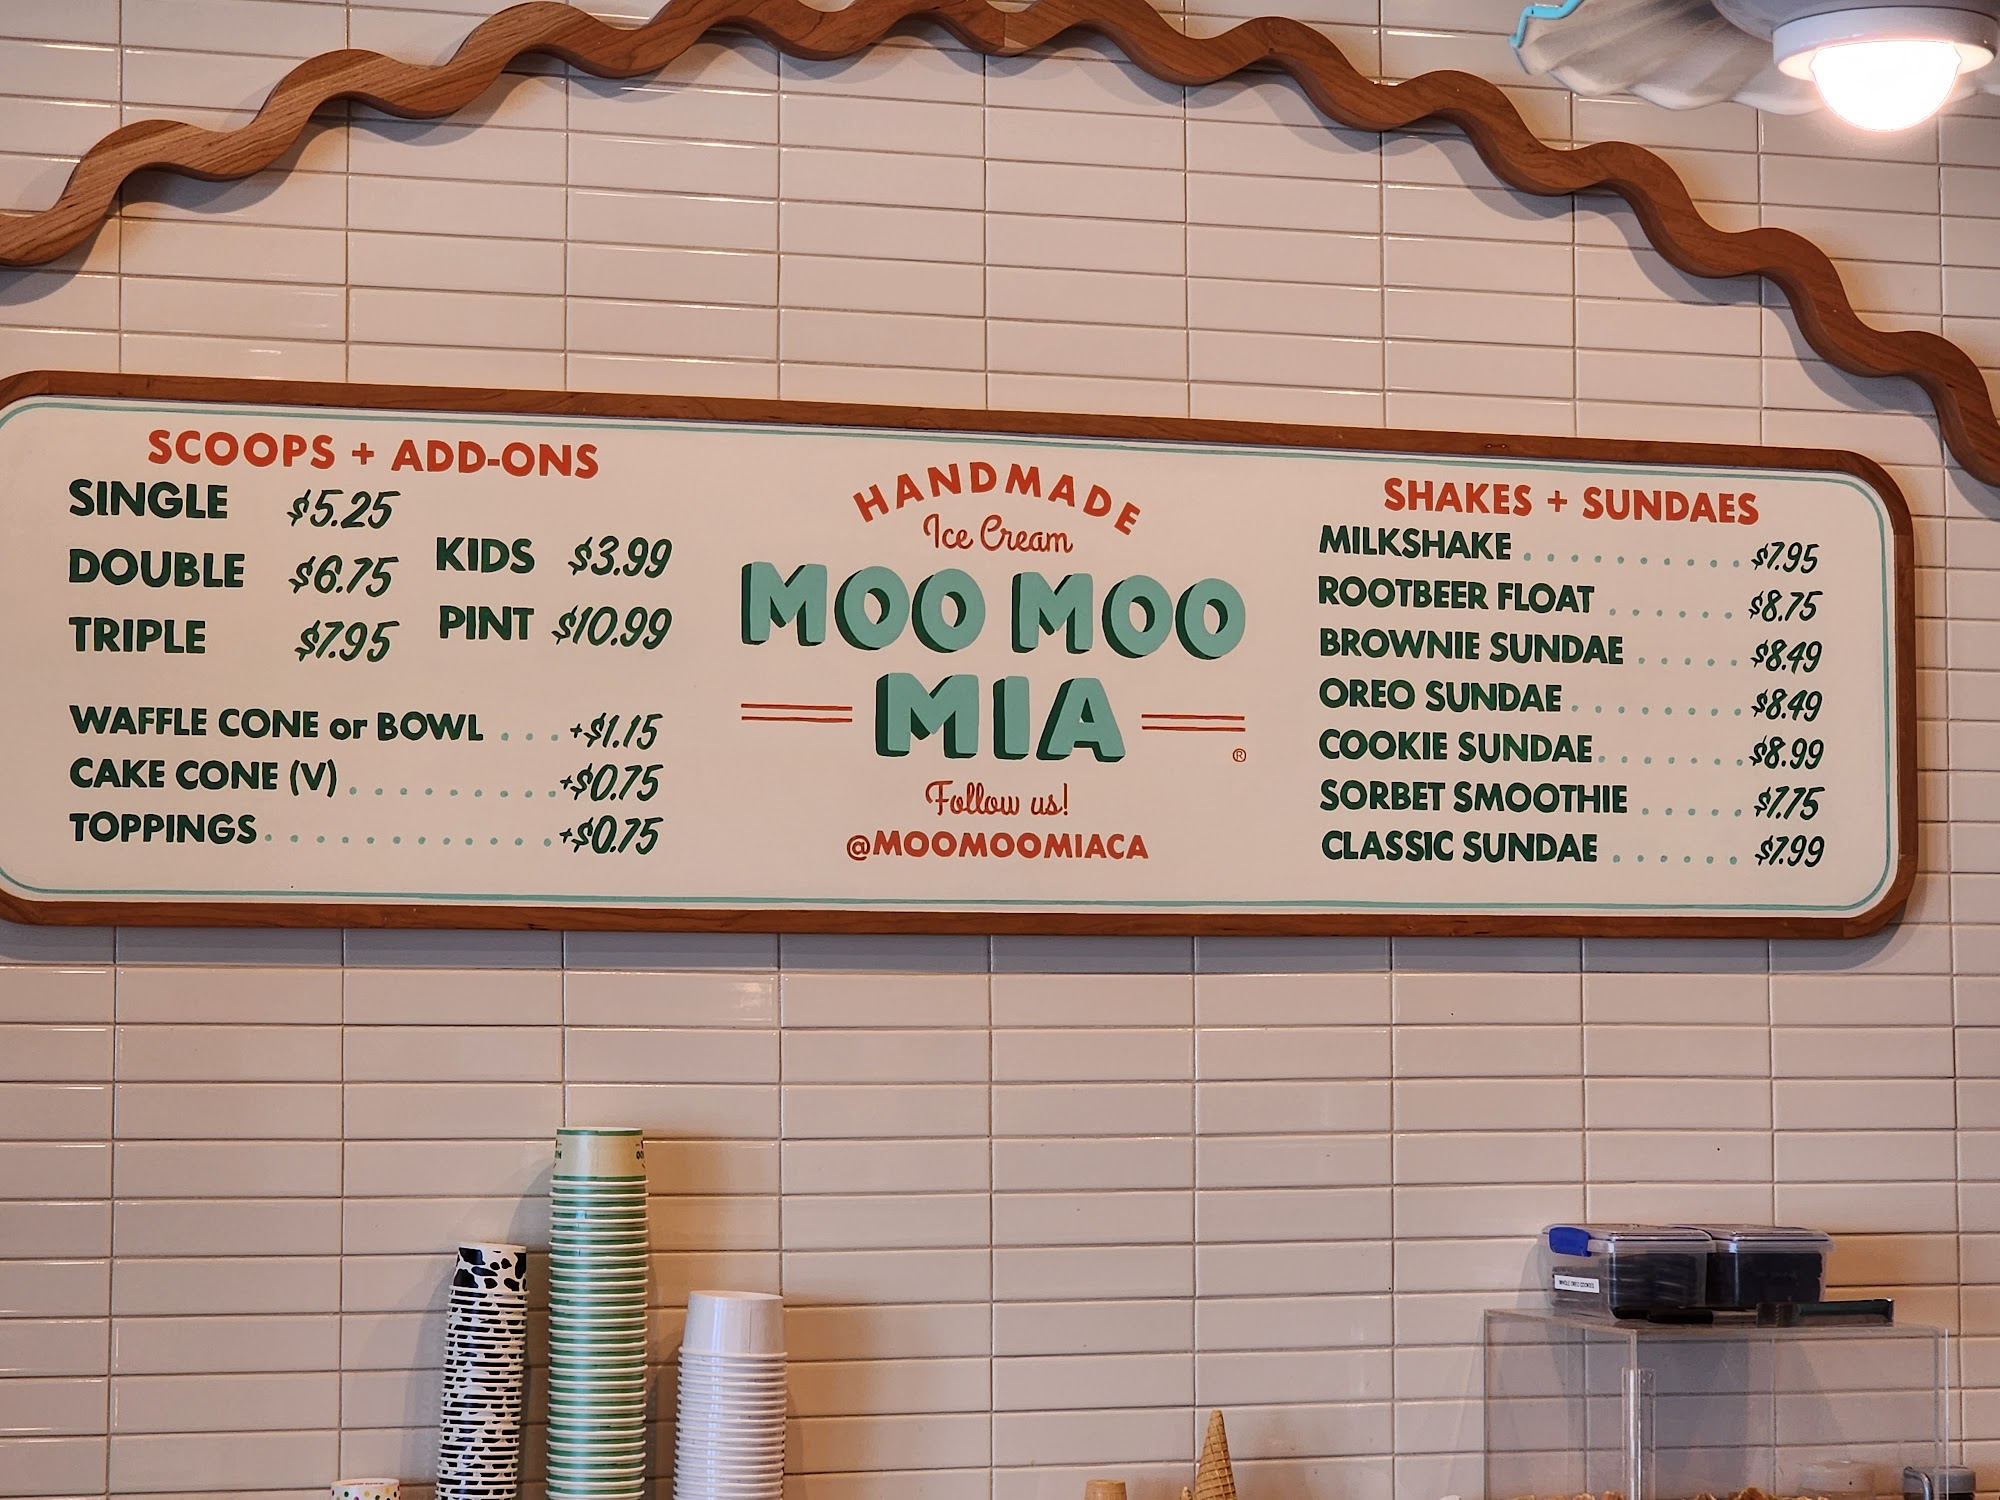 SCOOPS + ADD-ONS
SINGLE $5.25
DOUBLE $6.75
TRIPLE $7.95
KIDS $3.99
PINT $10.99
WAFFLE CONE or BOWL ... +$1.15
CAKE CONE (V) .......... +$0.75
TOPPINGS ............. +$0.75
HANDMADE
Ice Cream
MOO MOO
MIA
®
Follow us!
@MOOMOOMIACA
SHAKES + SUNDAES
MILKSHAKE .......... $7.95
ROOTBEER FLOAT ...... $8.75
BROWNIE SUNDAE ..... $8.49
OREO SUNDAE ........ $8.49
COOKIE SUNDAE ....... $8.99
SORBET SMOOTHIE ..... $7.75
CLASSIC SUNDAE ...... $7.99
WHOLE OREO COOKIES